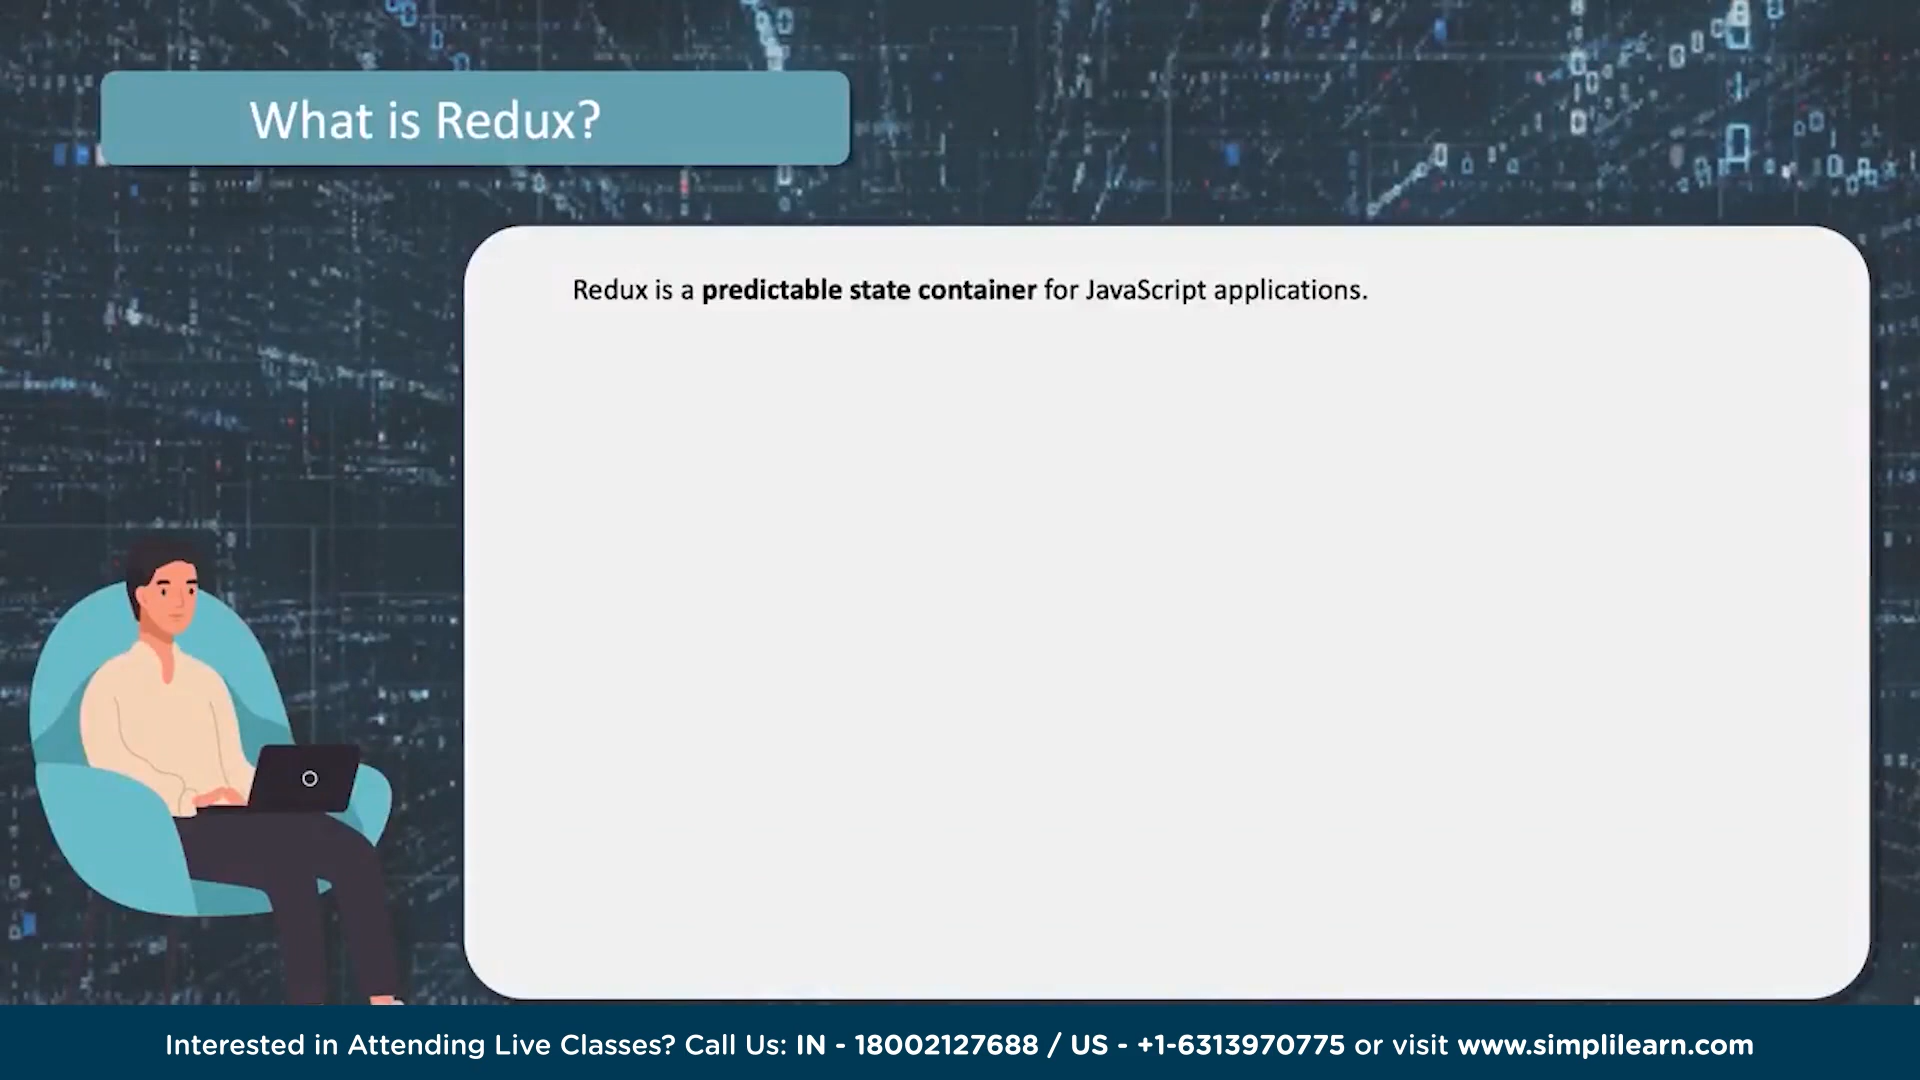 What is Redux?
Redux is a predictable state container for JavaScript applications.
Interested in Attending Live Classes? Call Us: IN - 18002127688 / US - +1-6313970775 or visit www.simplilearn.com